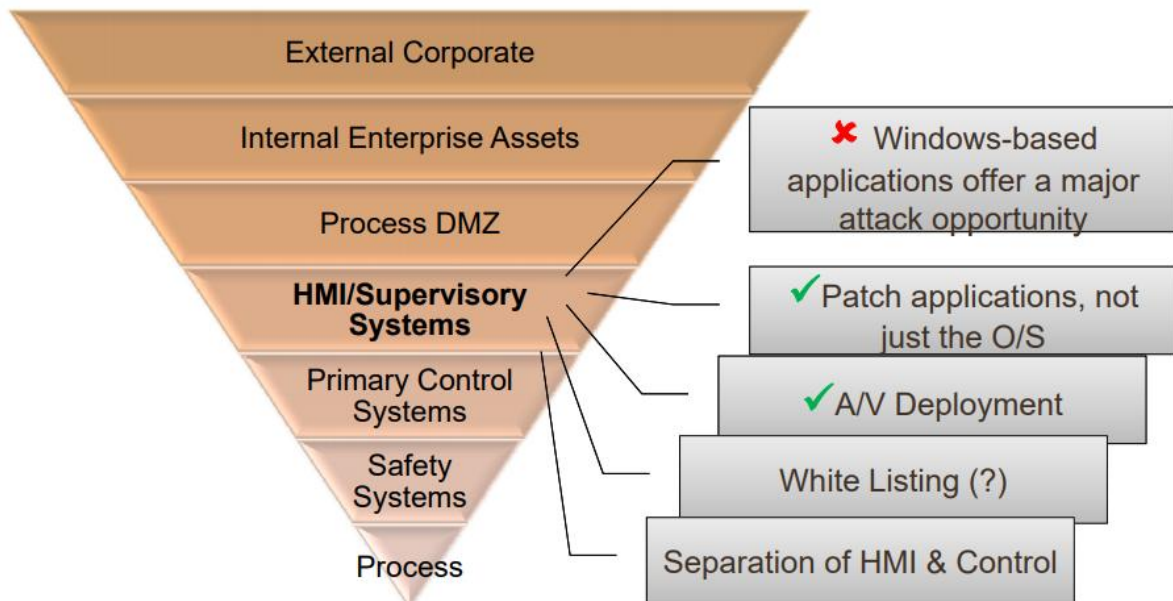 External Corporate
Internal Enterprise Assets
Process DMZ
HMI/Supervisory
Systems
Primary Control
Systems
Safety
Systems
Process
✘ Windows-based
applications offer a major
attack opportunity
✓Patch applications, not
just the O/S
✓A/V Deployment
White Listing (?)
Separation of HMI & Control